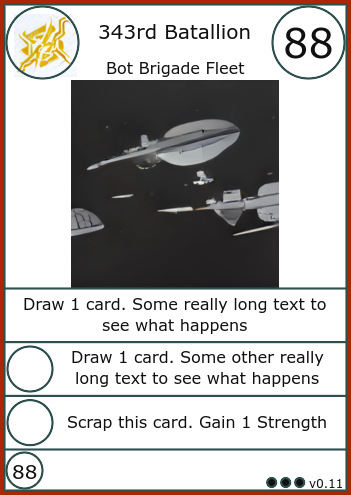 343rd Batallion
88
Bot Brigade Fleet
Draw 1 card. Some really long text to
see what happens
Draw 1 card. Some other really
long text to see what happens
Scrap this card. Gain 1 Strength
88
v0.11